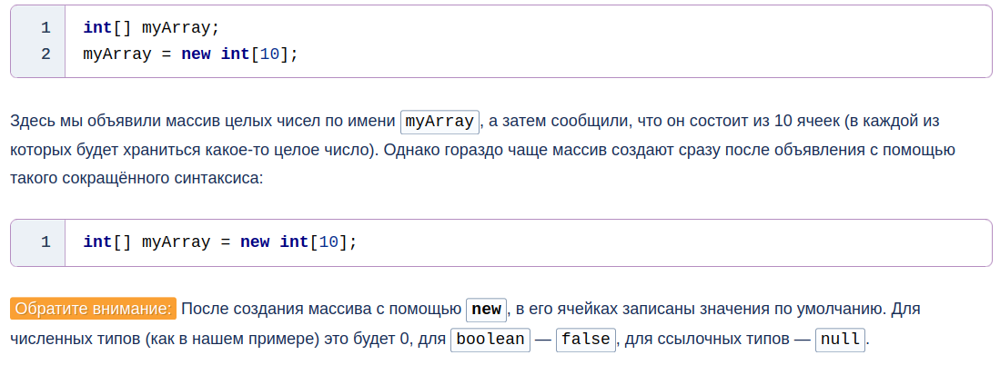 1 int[] myArray;
2 myArray = new int[10];
Здесь мы объявили массив целых чисел по имени myArray, а затем сообщили, что он состоит из 10 ячеек (в каждой из
которых будет храниться какое-то целое число). Однако гораздо чаще массив создают сразу после объявления с помощью
такого сокращённого синтаксиса:
1 int[] myArray = new int[10];
Обратите внимание: После создания массива с помощью new, в его ячейках записаны значения по умолчанию. Для
численных типов (как в нашем примере) это будет 0, для boolean — false, для ссылочных типов — null.